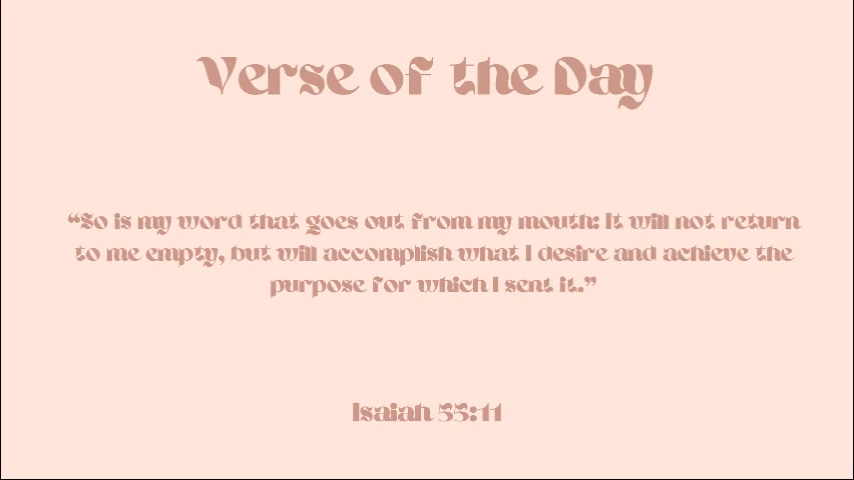 Verse of the Day
“So is my word that goes out from my mouth: It will not return
to me empty, but will accomplish what I desire and achieve the
purpose for which I sent it.”
Isaiah 55:11